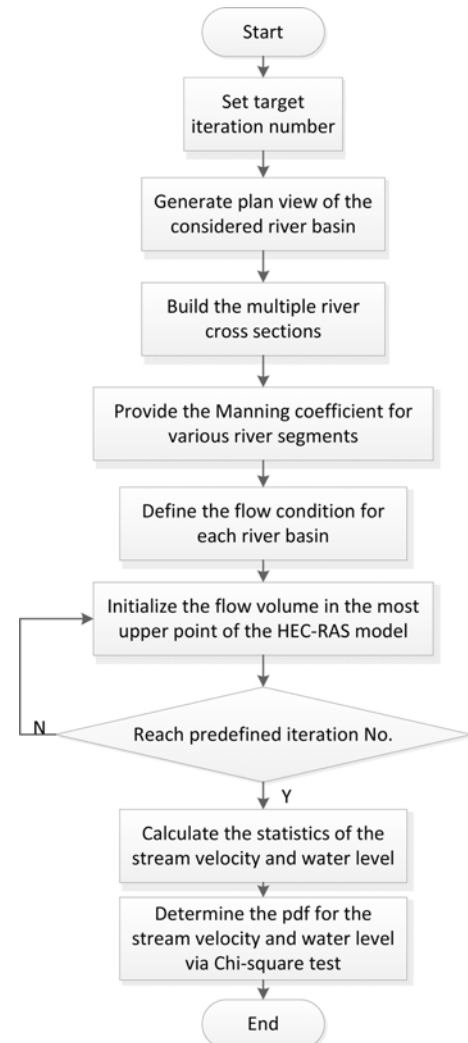 Start
Set target
iteration number
Generate plan view of the
considered river basin
Build the multiple river
cross sections
Provide the Manning coefficient for
various river segments
Define the flow condition for
each river basin
Initialize the flow volume in the most
upper point of the HEC-RAS model
Reach predefined iteration No.
N
Y
Calculate the statistics of the
stream velocity and water level
Determine the pdf for the
stream velocity and water level
via Chi-square test
End